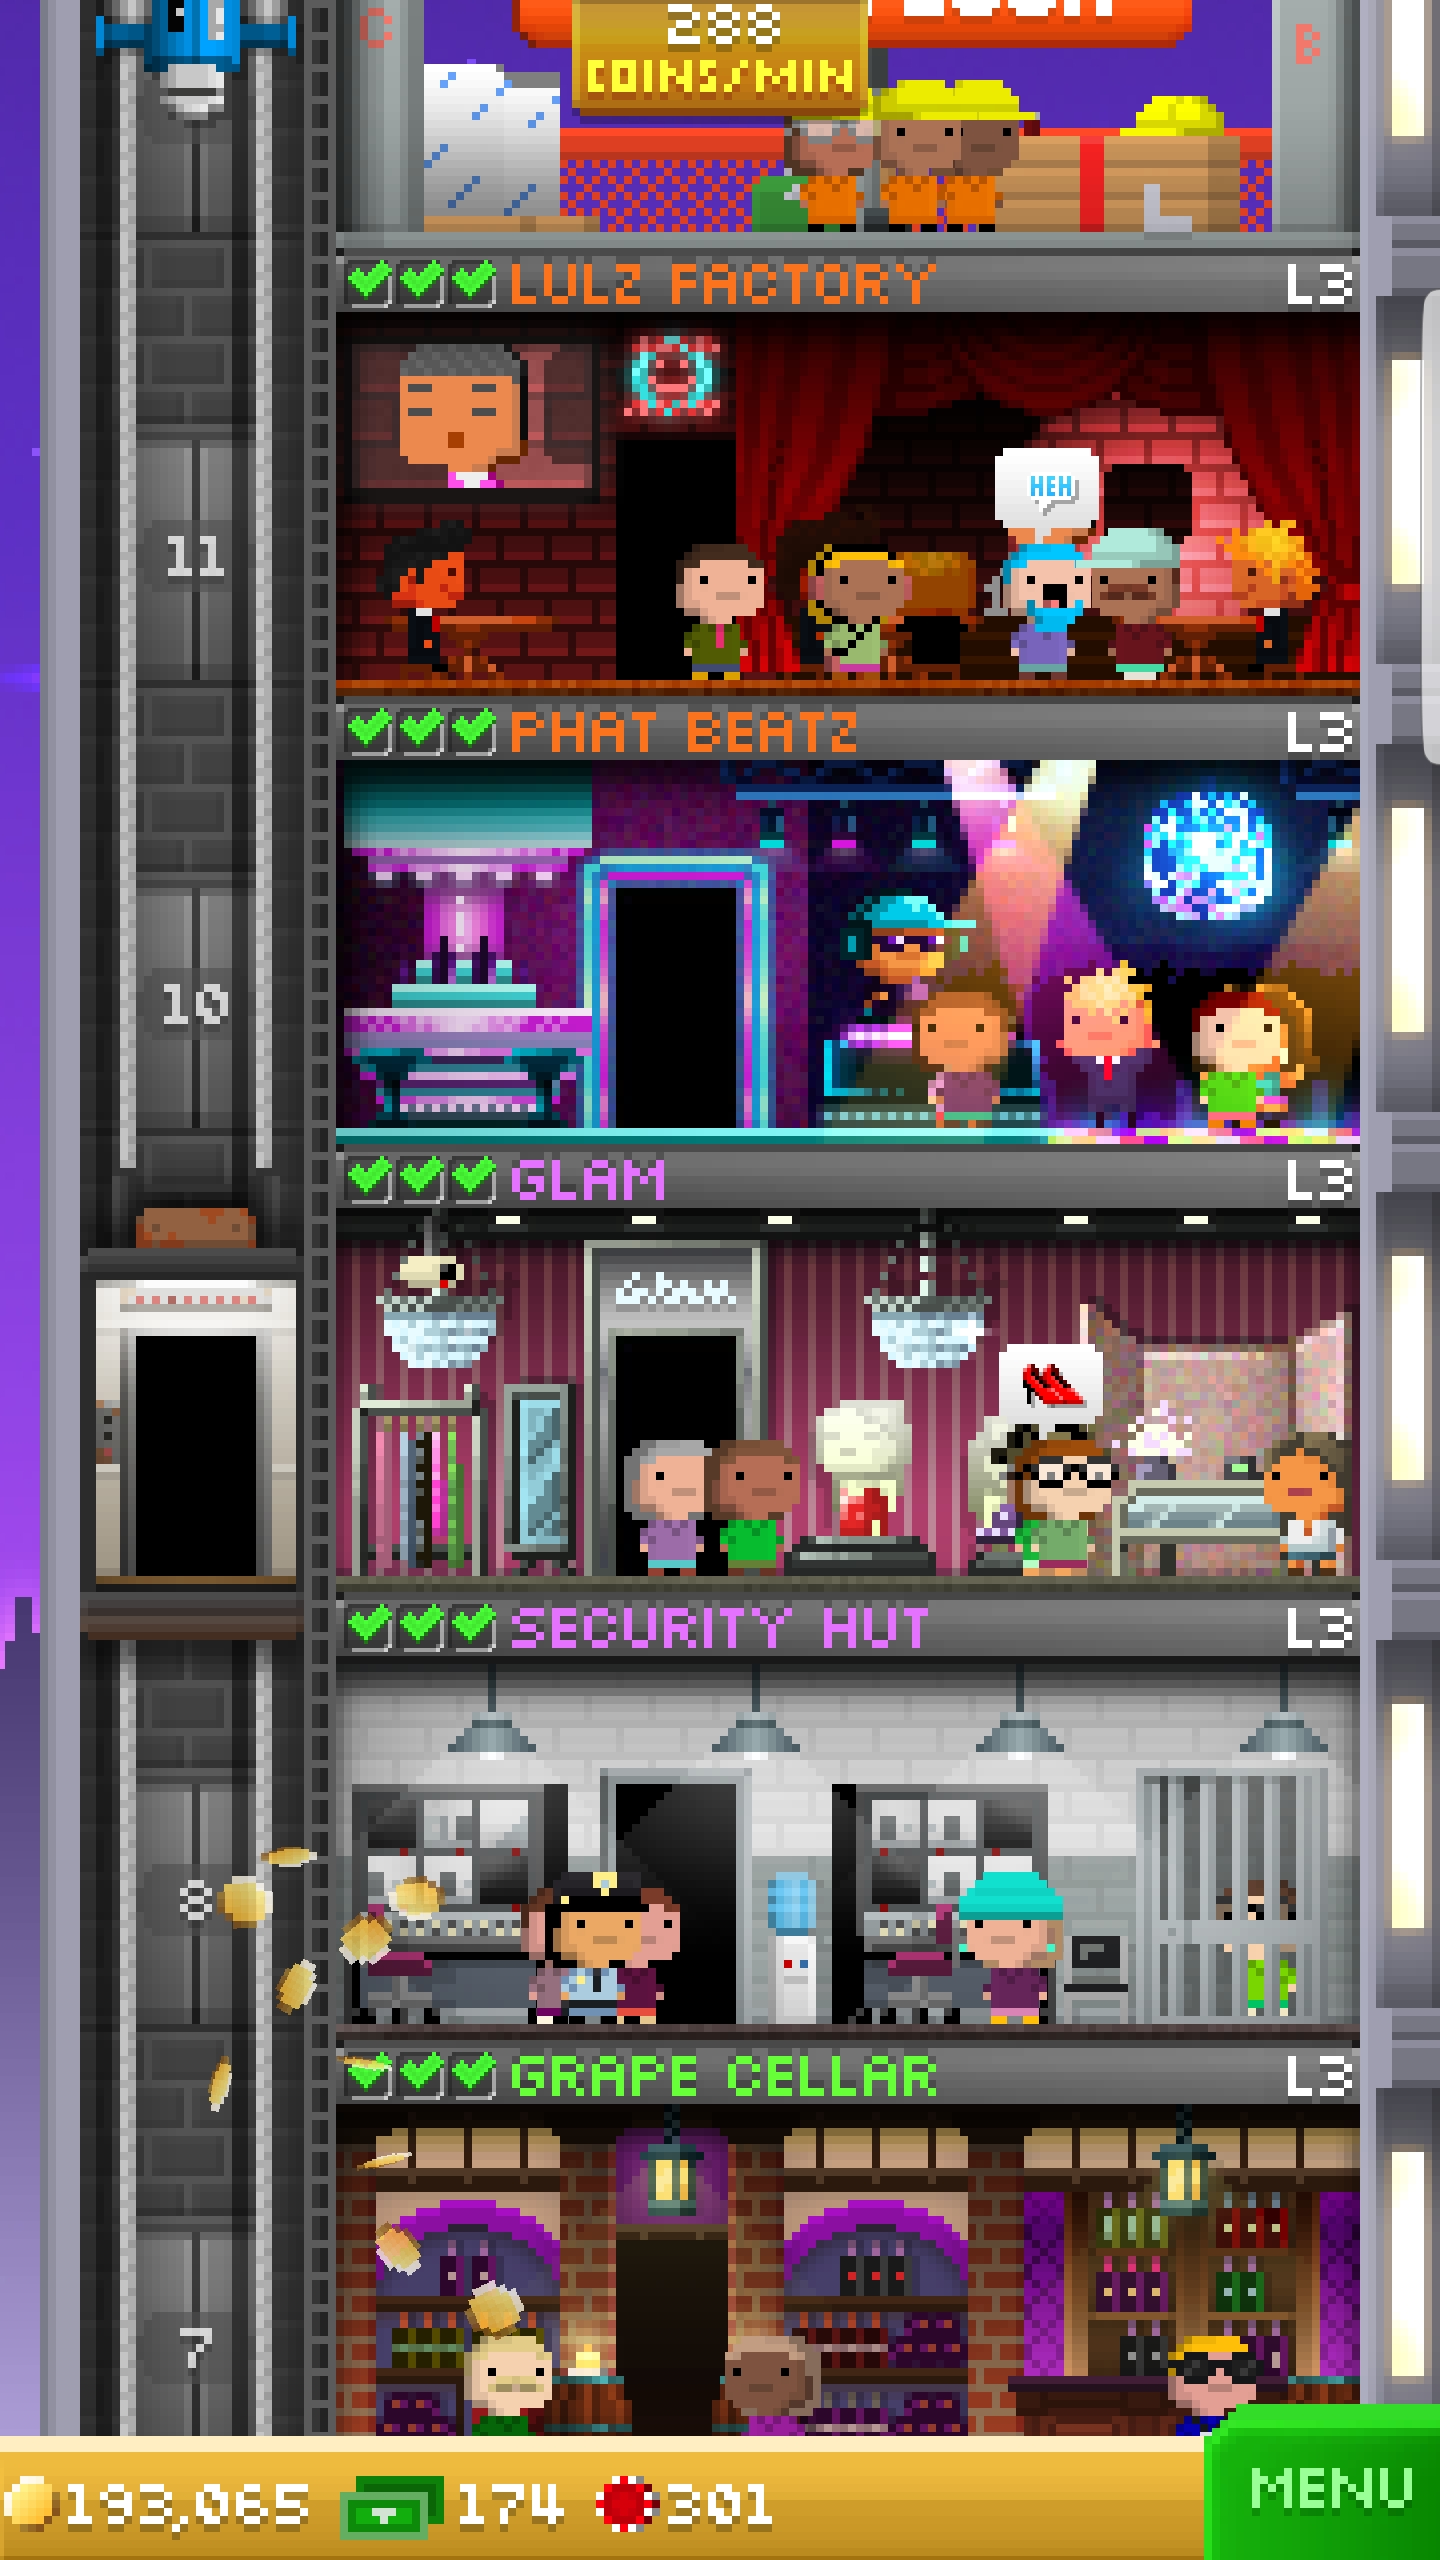 C
288
COINS/MIN
B
LULZ FACTORY
L3
HEH
11
PHAT BEATZ
L3
10
GLAM
L3
Glam
SECURITY HUT
L3
8
GRAPE CELLAR
L3
7
193,065
174
301
MENU